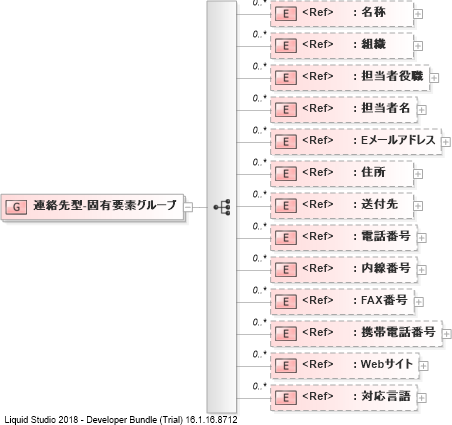 0..*
E <Ref> : 名称
0..*
E <Ref> : 組織
0..*
E <Ref> : 担当者役職
0..*
E <Ref> : 担当者名
0..*
E <Ref> : Eメールアドレス
0..*
E <Ref> : 住所
G 連絡先型-固有要素グループ
0..*
E <Ref> : 送付先
0..*
E <Ref> : 電話番号
0..*
E <Ref> : 内線番号
0..*
E <Ref> : FAX番号
0..*
E <Ref> : 携帯電話番号
0..*
E <Ref> : Webサイト
0..*
E <Ref> : 対応言語
Liquid Studio 2018 - Developer Bundle (Trial) 16.1.16.8712